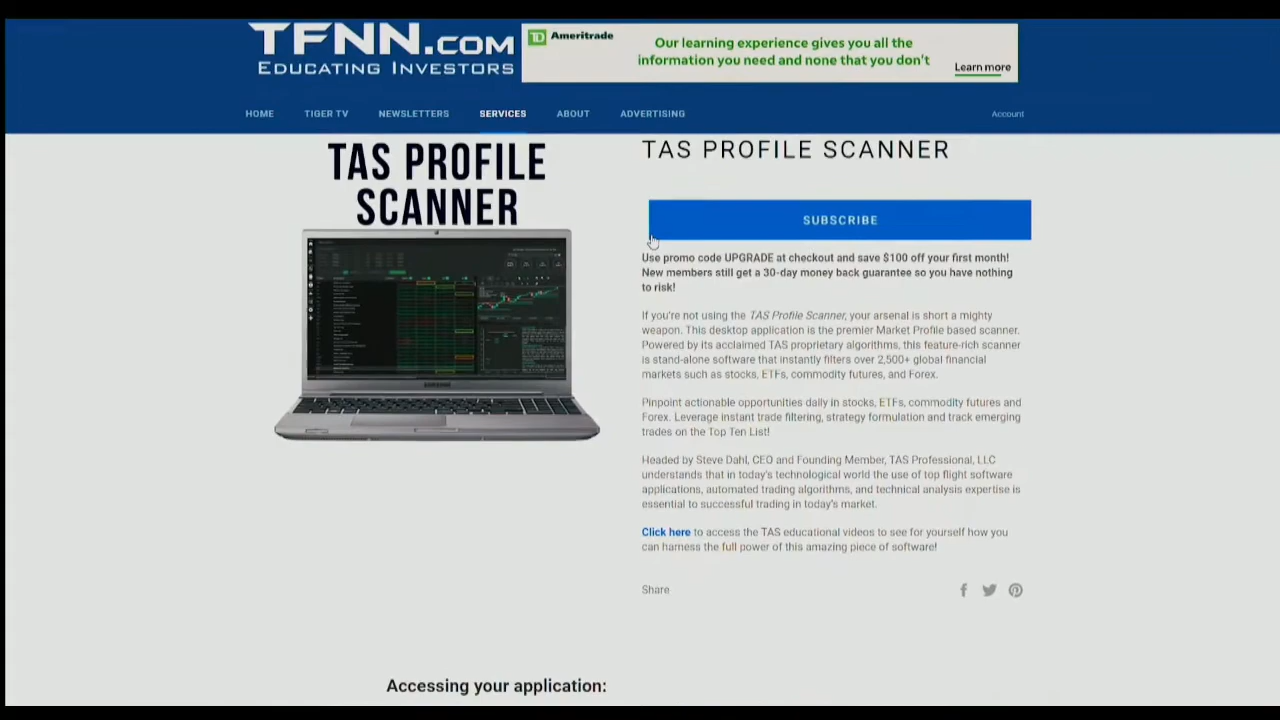 TFNN.COM
EDUCATING INVESTORS
Ameritrade
Our learning experience gives you all the
information you need and none that you don't
Learn more
HOME TIGER TV NEWSLETTERS SERVICES ABOUT ADVERTISING Account
TAS PROFILE
SCANNER
TAS PROFILE SCANNER
SUBSCRIBE
Use promo code UPGRADE at checkout and save $100 off your first month!
New members still get a 30-day money back guarantee so you have nothing
to risk!
If you're not using the TAS Profile Scanner, your arsenal is short a mighty
weapon. This desktop application is the premier Market Profile based scanner.
Powered by its acclaimed TAS proprietary algorithms, this feature-rich scanner
is stand-alone software that instantly filters over 2,500+ global financial
markets such as stocks, ETFs, commodity futures, and Forex.
Pinpoint actionable opportunities daily in stocks, ETFs, commodity futures and
Forex. Leverage instant trade filtering, strategy formulation and track emerging
trades on the Top Ten List!
Headed by Steve Dahl, CEO and Founding Member, TAS Professional, LLC
understands that in today's technological world the use of top flight software
applications, automated trading algorithms, and technical analysis expertise is
essential to successful trading in today's market.
Click here to access the TAS educational videos to see for yourself how you
can harness the full power of this amazing piece of software!
Share
Accessing your application:
SAMSUNG